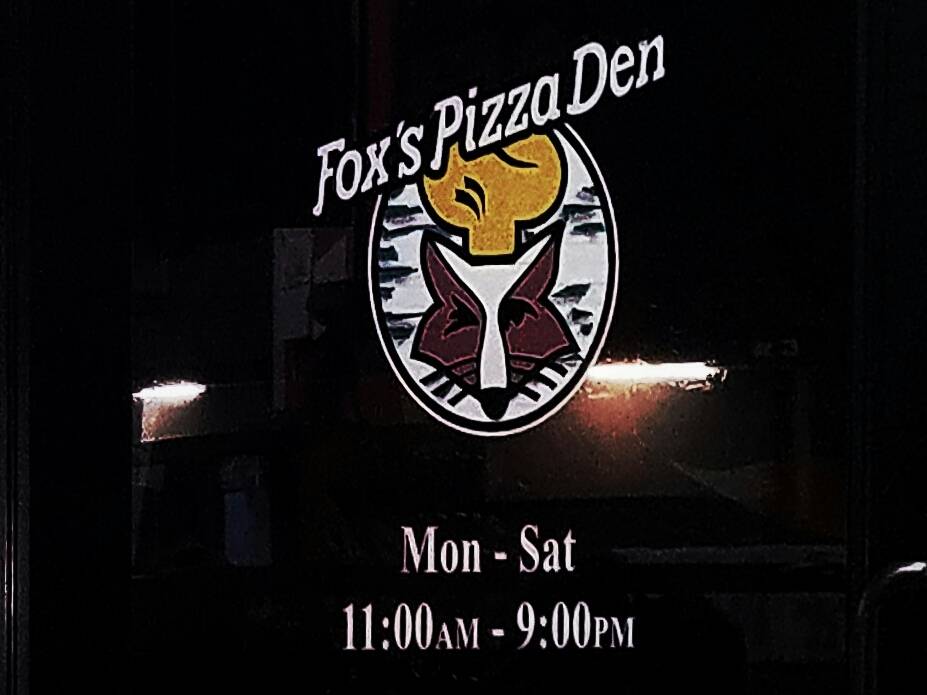 Fox's Pizza Den
Mon - Sat
11:00AM - 9:00PM